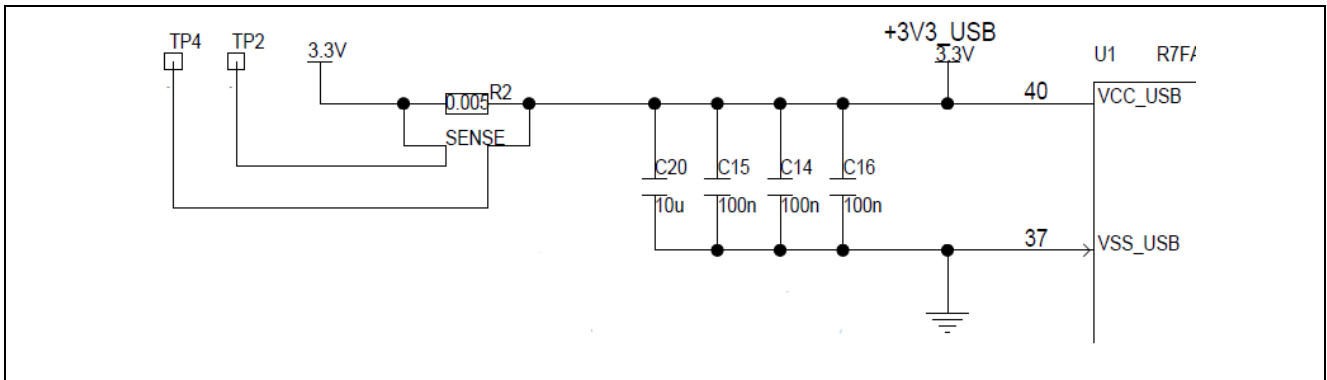 TP4 TP2 3.3V
+3V3_USB
3.3V
U1 R7FA
0.005 R2
SENSE
40 VCC_USB
C20 C15 C14 C16
10u 100n 100n 100n
37 VSS_USB